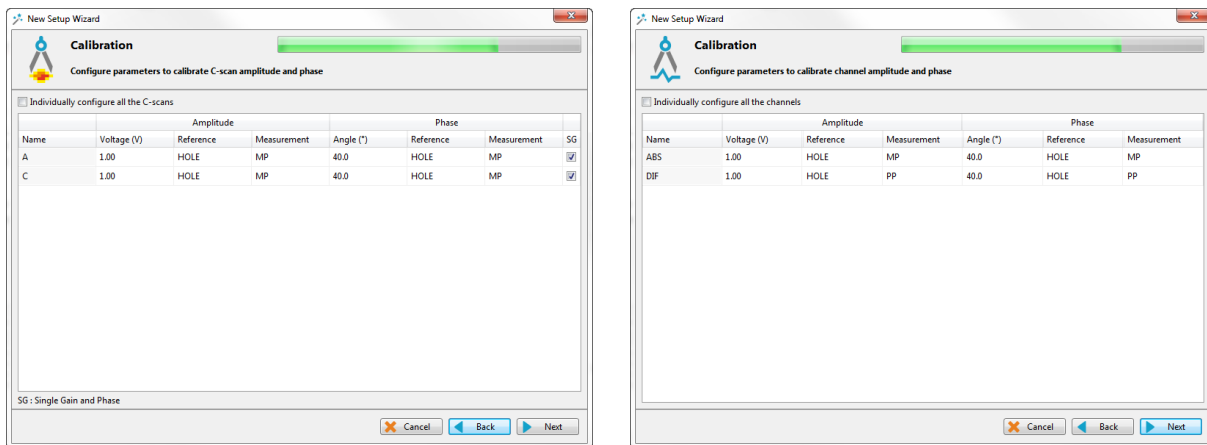 New Setup Wizard
Calibration
Configure parameters to calibrate C-scan amplitude and phase
Individually configure all the C-scans
Amplitude Phase
Name Voltage (V) Reference Measurement Angle (°) Reference Measurement SG
A 1.00 HOLE MP 40.0 HOLE MP
C 1.00 HOLE MP 40.0 HOLE MP
SG : Single Gain and Phase
Cancel Back Next
New Setup Wizard
Calibration
Configure parameters to calibrate channel amplitude and phase
Individually configure all the channels
Amplitude Phase
Name Voltage (V) Reference Measurement Angle (°) Reference Measurement
ABS 1.00 HOLE MP 40.0 HOLE MP
DIF 1.00 HOLE PP 40.0 HOLE PP
Cancel Back Next